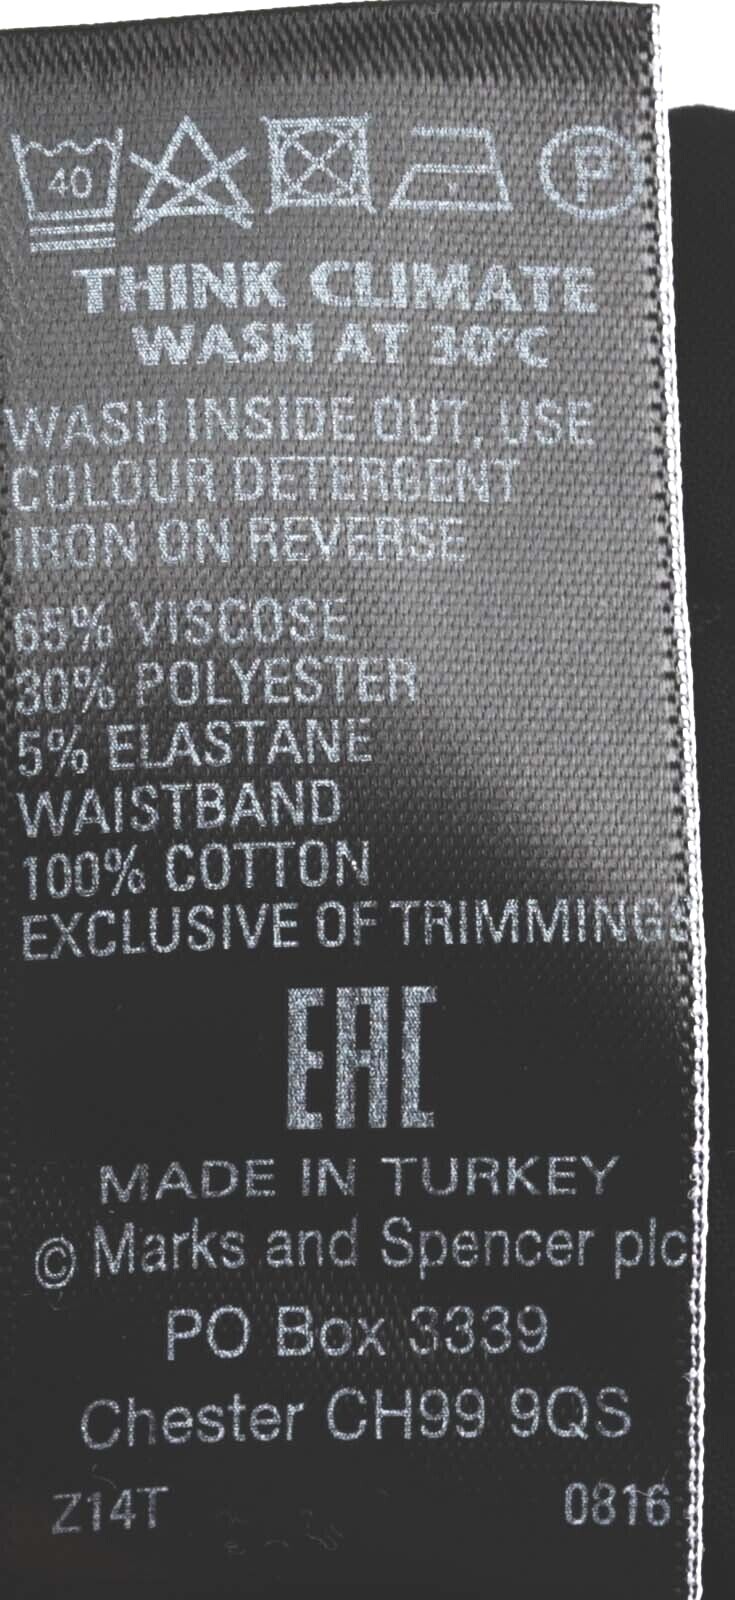 40
P
THINK CLIMATE
WASH AT 30°C
WASH INSIDE OUT, USE
COLOUR DETERGENT
IRON ON REVERSE
65% VISCOSE
30% POLYESTER
5% ELASTANE
WAISTBAND
100% COTTON
EXCLUSIVE OF TRIMMINGS
EAC
MADE IN TURKEY
© Marks and Spencer plc
PO Box 3339
Chester CH99 9QS
Z14T 0816